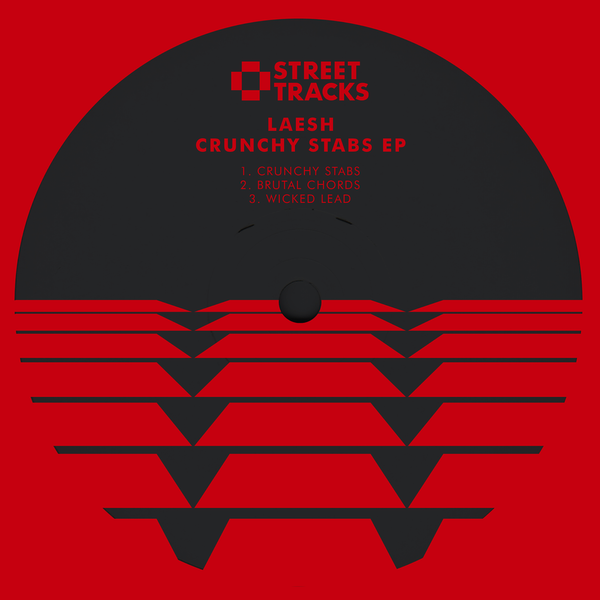 STREET
TRACKS
LAESH
CRUNCHY STABS EP
1. CRUNCHY STABS
2. BRUTAL CHORDS
3. WICKED LEAD